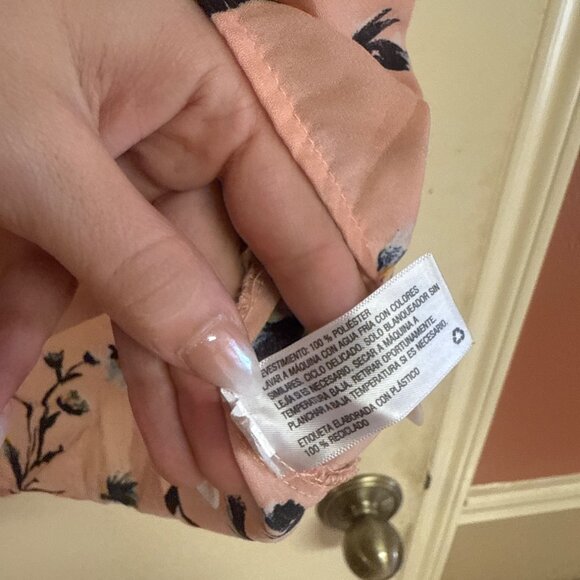 VESTIMIENTO: 100 % POLIÉSTER
LAVAR A MÁQUINA CON AGUA FRÍA CON COLORES
SIMILARES. CICLO DELICADO. SOLO BLANQUEADOR SIN
LEJÍA SI ES NECESARIO. SECAR A MÁQUINA A
TEMPERATURA BAJA. RETIRAR OPORTUNAMENTE.
PLANCHAR A BAJA TEMPERATURA SI ES NECESARIO.
ETIQUETA ELABORADA CON PLÁSTICO
100 % RECICLADO